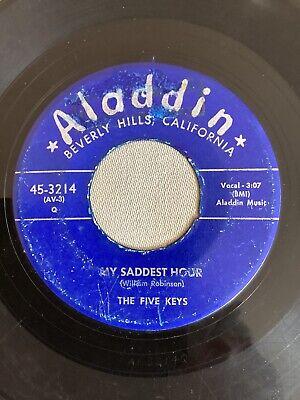 ★Aladdin★
BEVERLY HILLS, CALIFORNIA
45-3214
(AV-3)
Q
Vocal - 3:07
(BMI)
Aladdin Music
MY SADDEST HOUR
(William Robinson)
THE FIVE KEYS